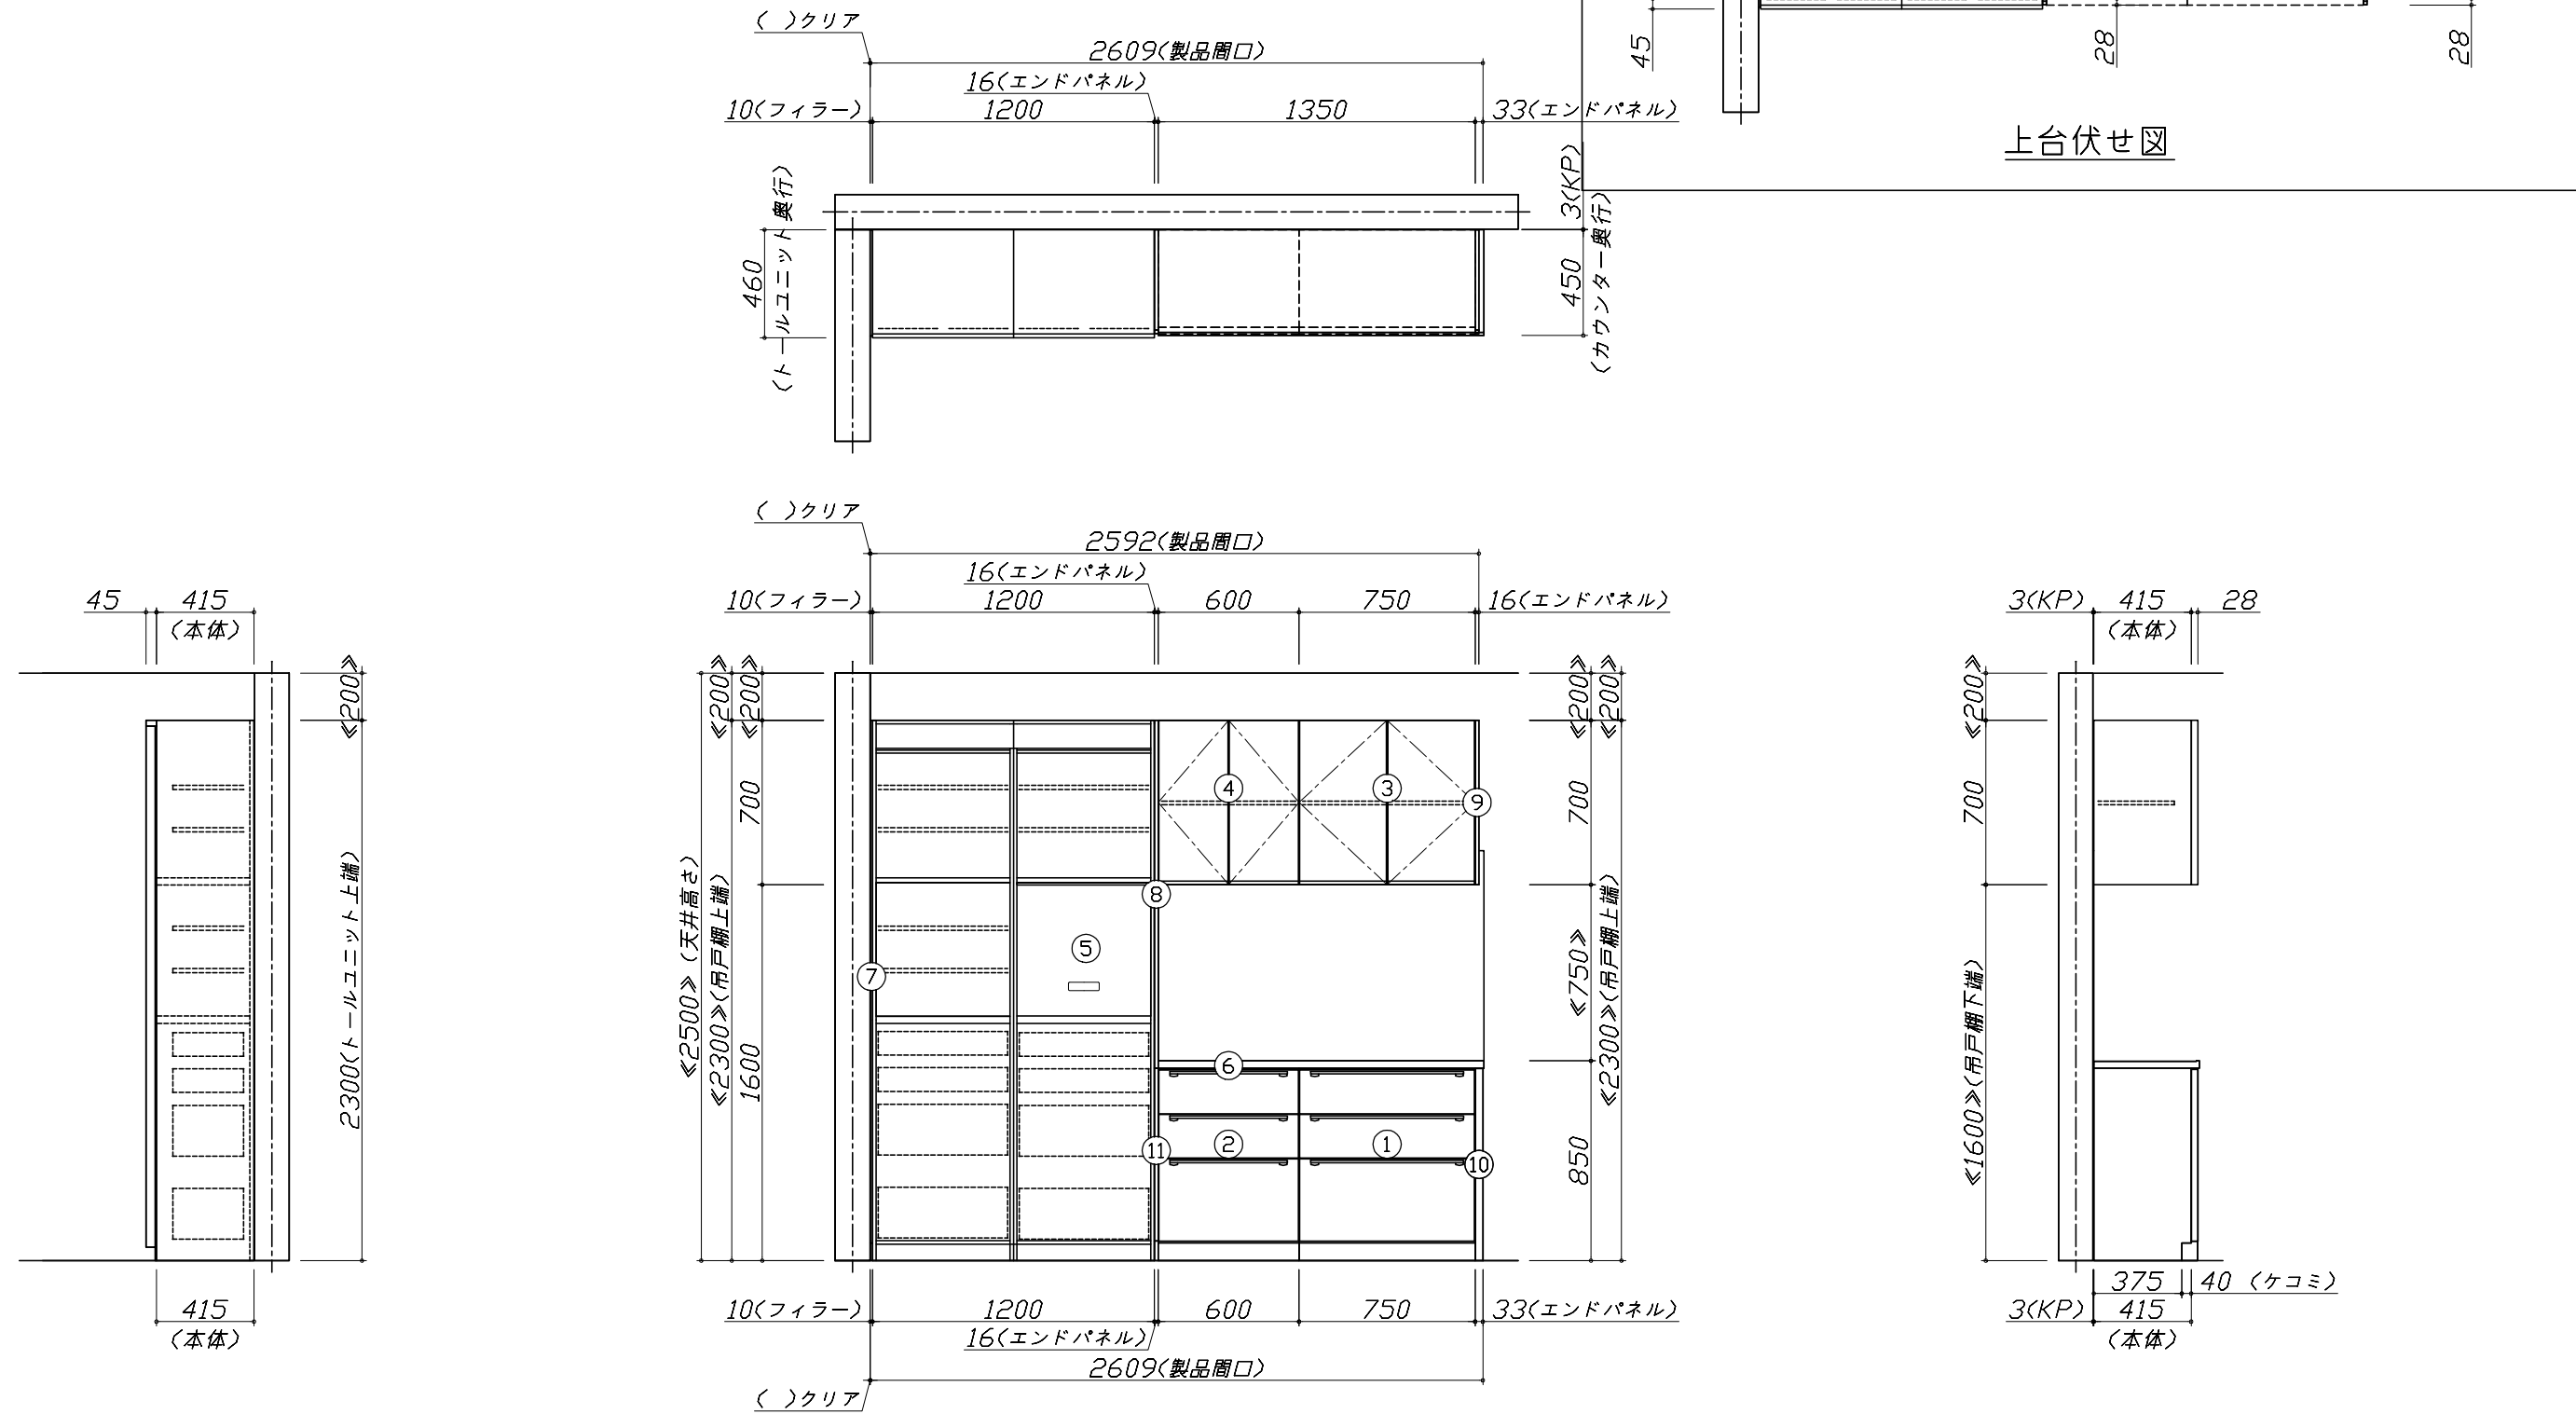 (　)クリア
2609(製品間口)
16(エンドパネル)
10(フィラー)
1200
1350
33(エンドパネル)
45
28
28
上台伏せ図
460
(トールユニット奥行)
3(KP)
450
(カウンター奥行)
(　)クリア
2592(製品間口)
16(エンドパネル)
10(フィラー)
1200
600
750
16(エンドパネル)
45
415
(本体)
≪200≫
2300(トールユニット上端)
415
(本体)
≪2500≫(天井高さ)
≪200≫
≪2300≫(吊戸棚上端)
≪200≫
700
1600
4
3
9
8
5
7
6
11
2
1
10
≪200≫
700
≪750≫
850
≪200≫
≪2300≫(吊戸棚上端)
10(フィラー)
1200
600
750
33(エンドパネル)
16(エンドパネル)
2609(製品間口)
(　)クリア
3(KP)
415
28
(本体)
≪200≫
700
≪1600≫(吊戸棚下端)
375
40 (ケコミ)
3(KP)
415
(本体)